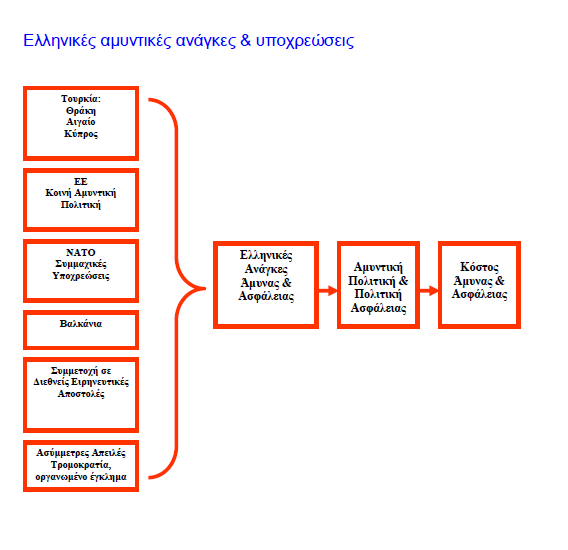 Ελληνικές αμυντικές ανάγκες & υποχρεώσεις
Τουρκία:
Θράκη
Αιγαίο
Κύπρος
ΕΕ
Κοινή Αμυντική
Πολιτική
ΝΑΤΟ
Συμμαχικές
Υποχρεώσεις
Βαλκάνια
Συμμετοχή σε
Διεθνείς Ειρηνευτικές
Αποστολές
Ασύμμετρες Απειλές
Τρομοκρατία,
οργανωμένο έγκλημα
Ελληνικές
Ανάγκες
Άμυνας &
Ασφάλειας
Αμυντική
Πολιτική &
Πολιτική
Ασφάλειας
Κόστος
Άμυνας &
Ασφάλειας